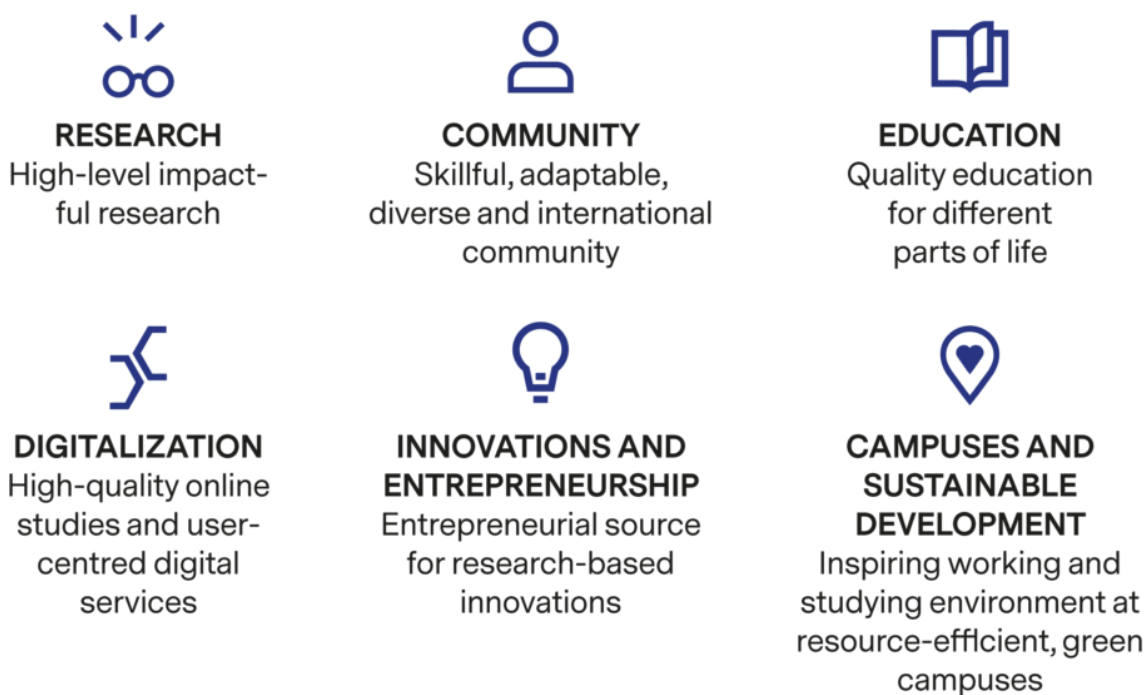 RESEARCH
High-level impact-
ful research
COMMUNITY
Skillful, adaptable,
diverse and international
community
EDUCATION
Quality education
for different
parts of life
DIGITALIZATION
High-quality online
studies and user-
centred digital
services
INNOVATIONS AND
ENTREPRENEURSHIP
Entrepreneurial source
for research-based
innovations
CAMPUSES AND
SUSTAINABLE
DEVELOPMENT
Inspiring working and
studying environment at
resource-efficient, green
campuses